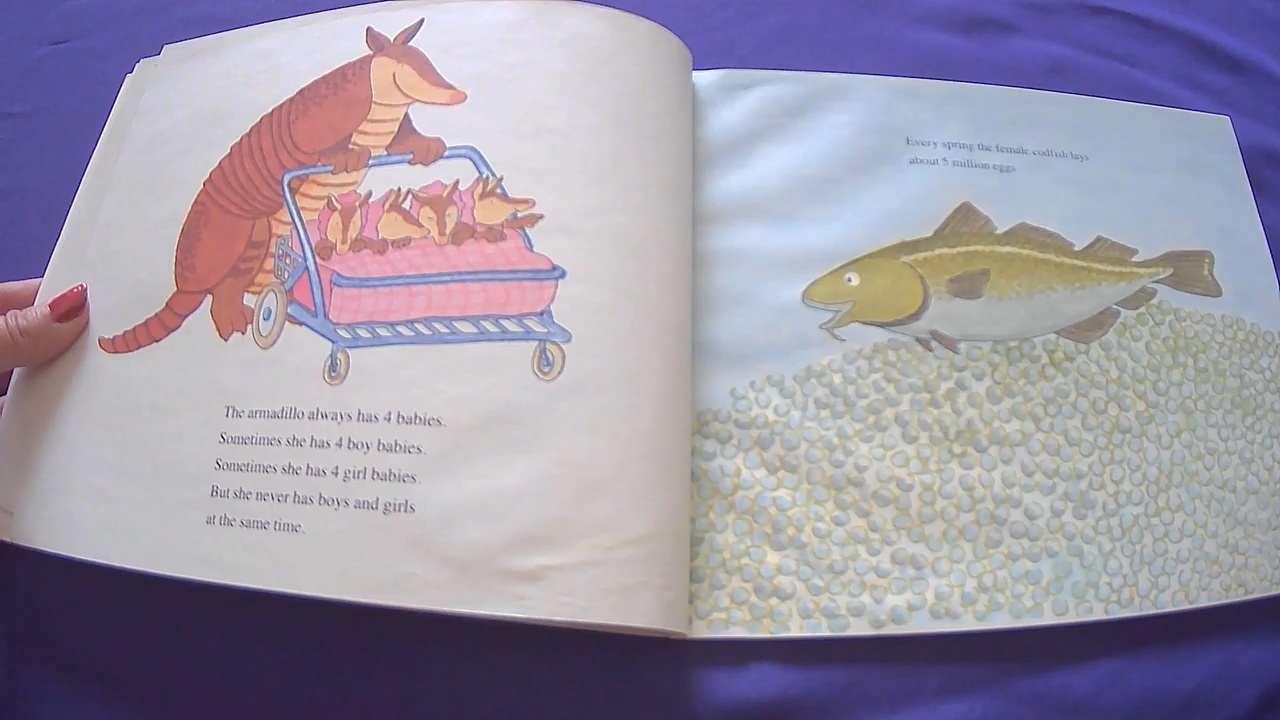 The armadillo always has 4 babies.
Sometimes she has 4 boy babies.
Sometimes she has 4 girl babies.
But she never has boys and girls
at the same time.
Every spring the female codfish lays
about 5 million eggs